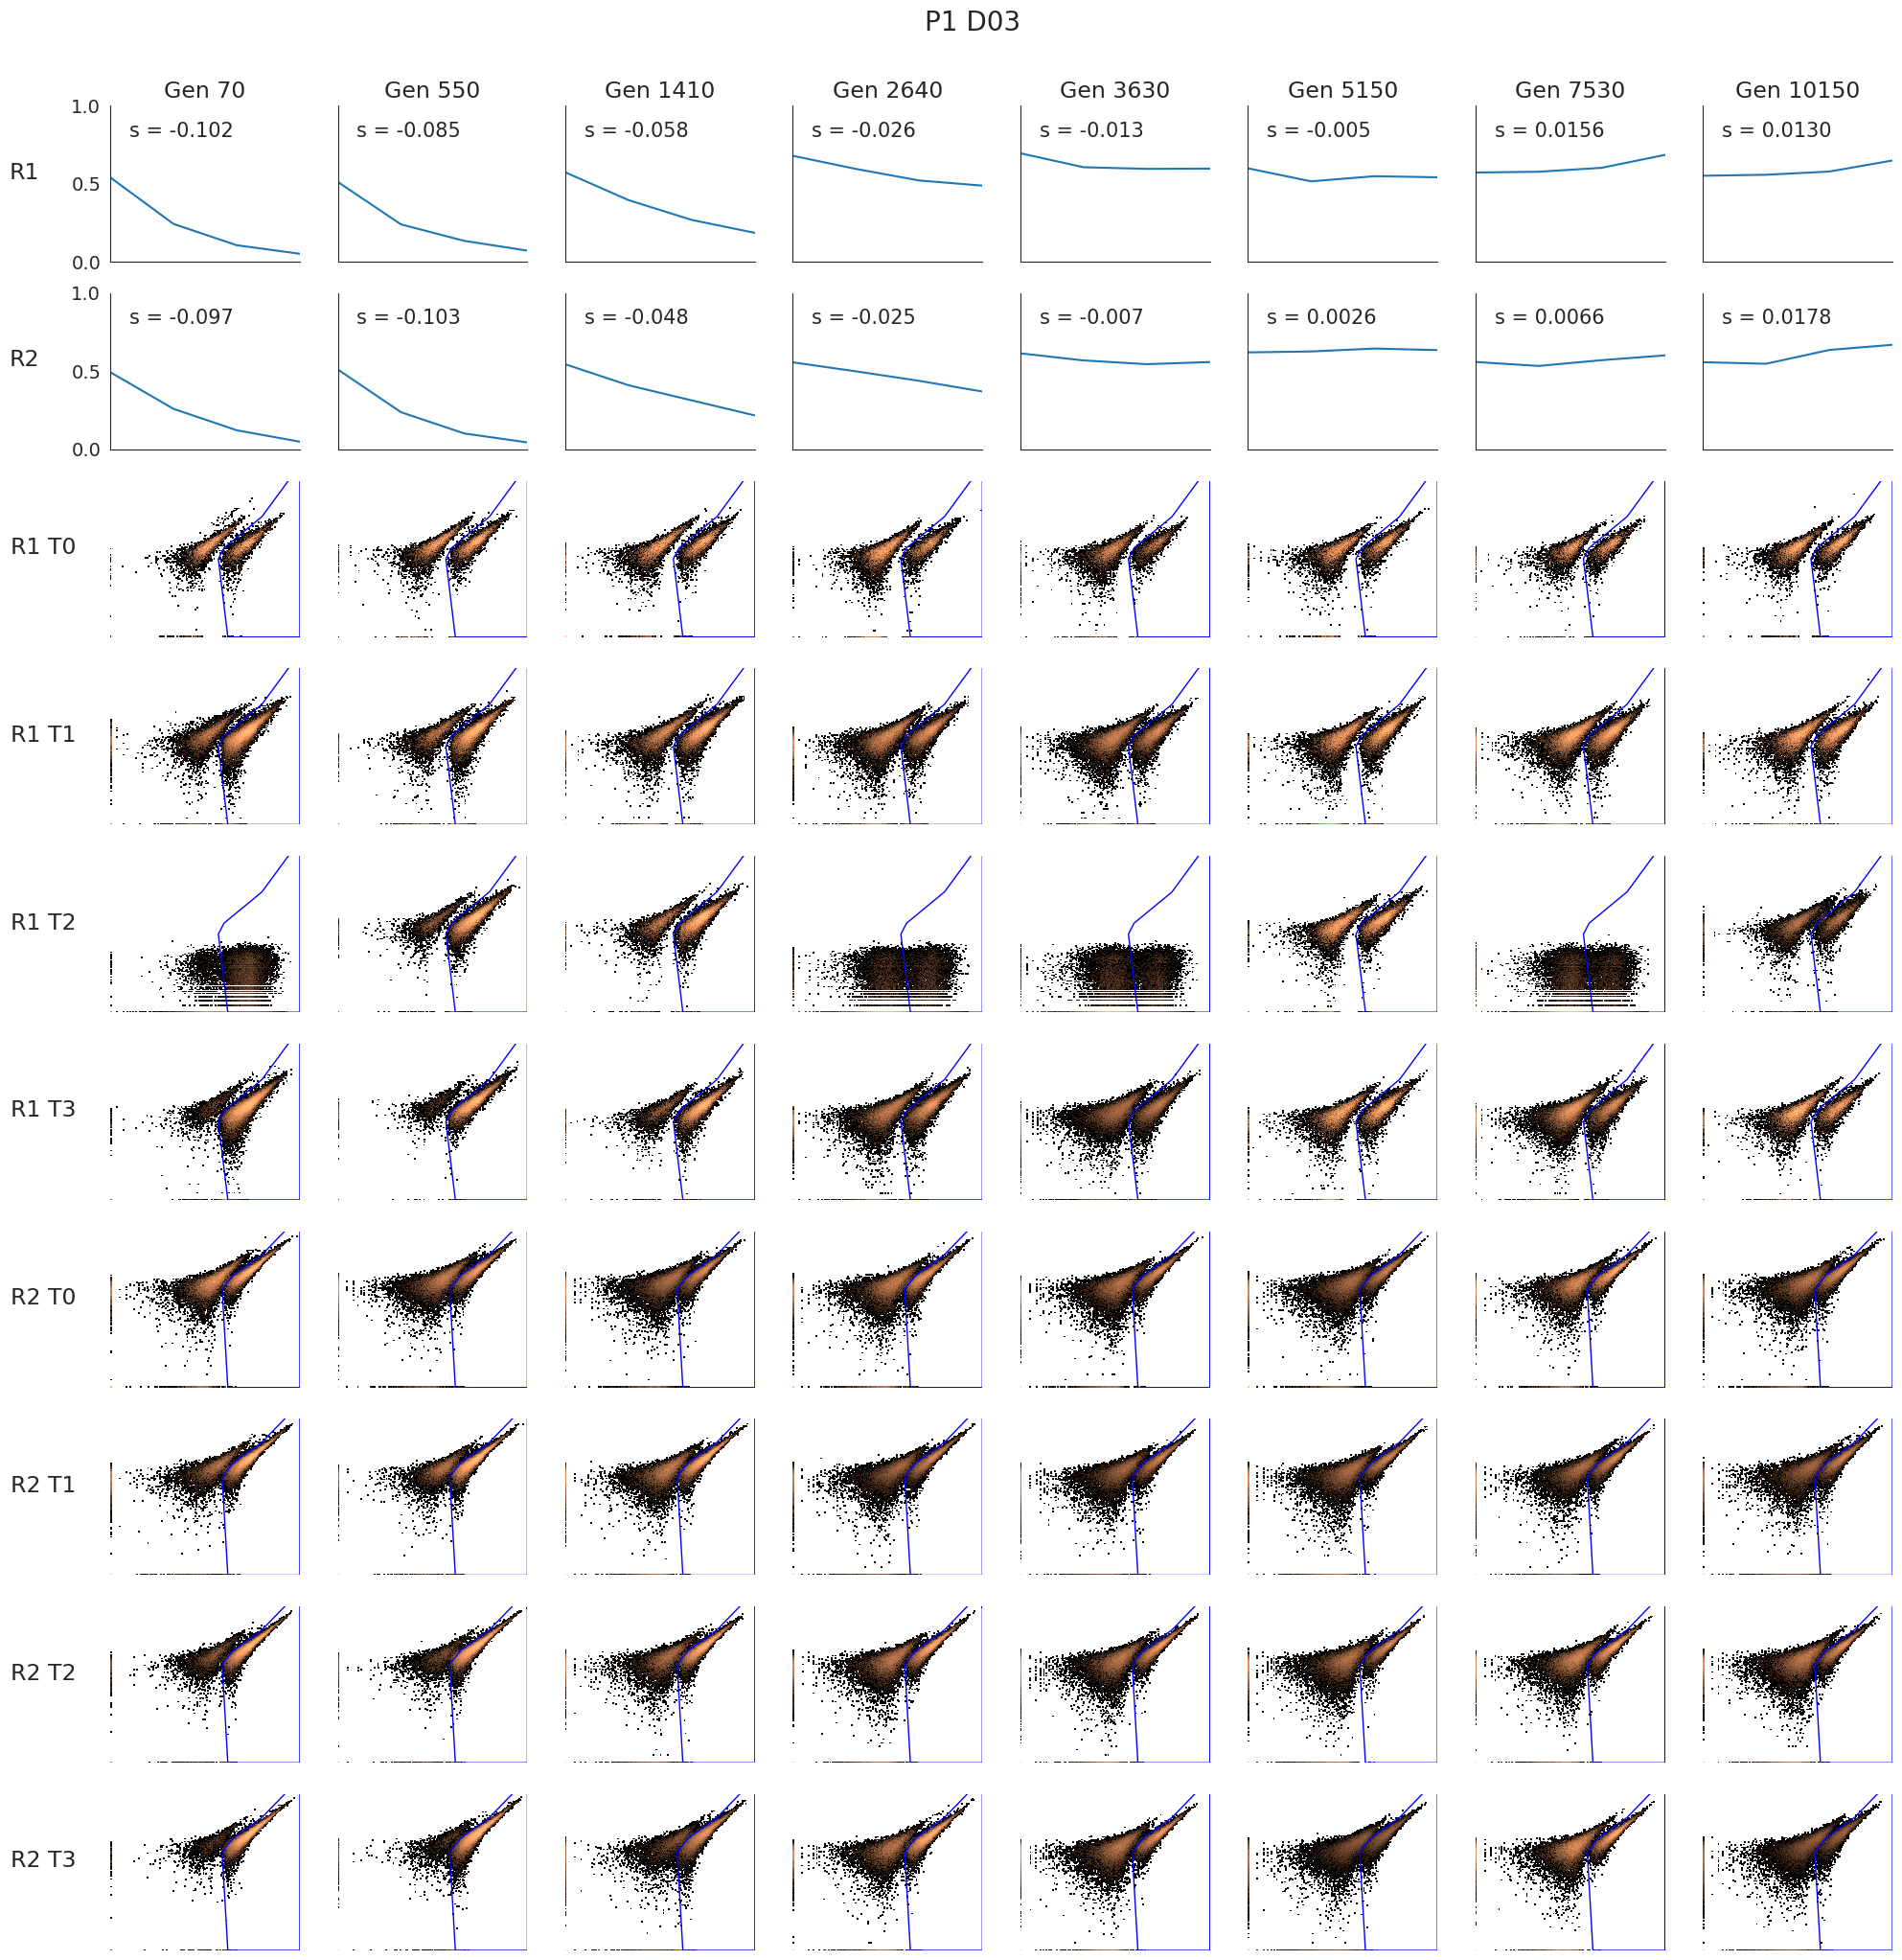 P1 D03
Gen 70 Gen 550 Gen 1410 Gen 2640 Gen 3630 Gen 5150 Gen 7530 Gen 10150
1.0
s = -0.102 s = -0.085 s = -0.058 s = -0.026 s = -0.013 s = -0.005 s = 0.0156 s = 0.0130
R1
0.5
0.0
1.0
s = -0.097 s = -0.103 s = -0.048 s = -0.025 s = -0.007 s = 0.0026 s = 0.0066 s = 0.0178
R2
0.5
0.0
R1 T0
R1 T1
R1 T2
R1 T3
R2 T0
R2 T1
R2 T2
R2 T3